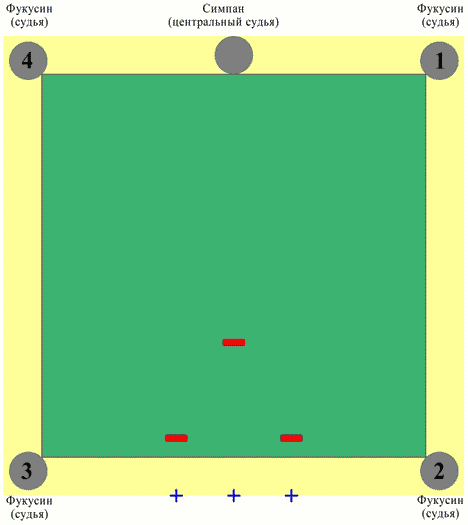 Фукусин
(судья)
Симпан
(центральный судья)
Фукусин
(судья)
4
1
3
2
Фукусин
(судья)
Фукусин
(судья)